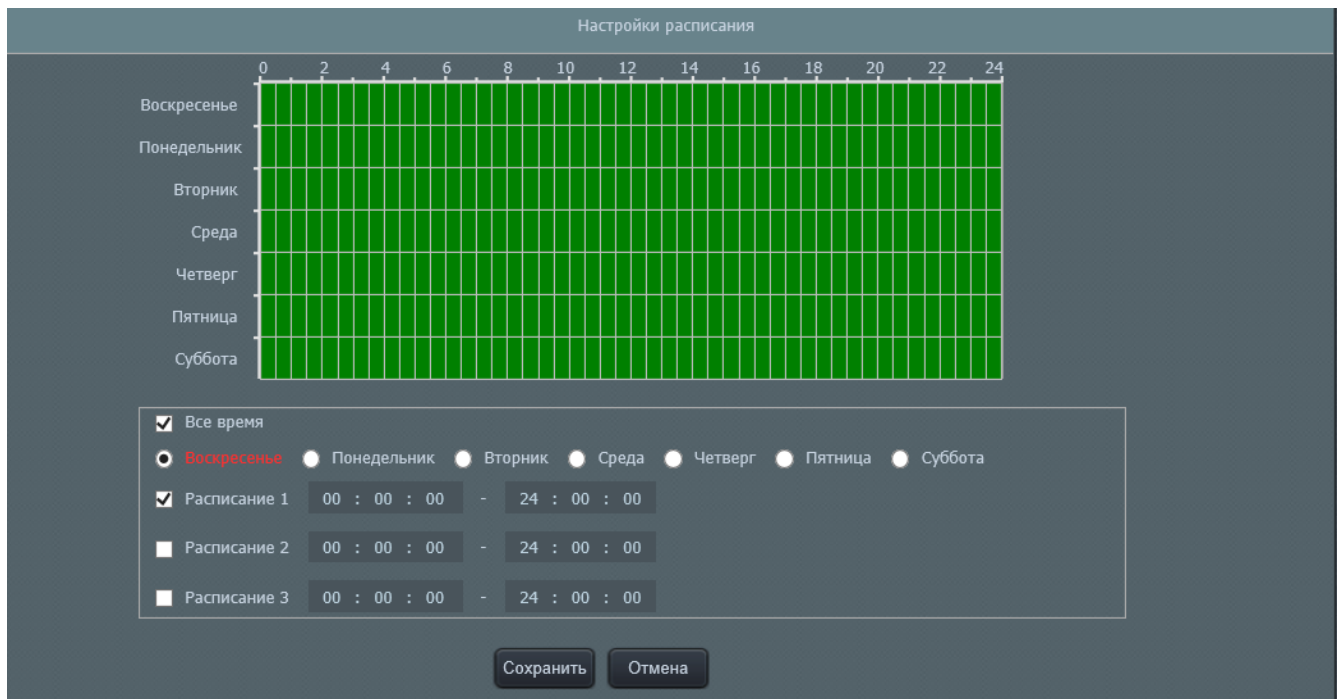 Настройки расписания
0 2 4 6 8 10 12 14 16 18 20 22 24
Воскресенье
Понедельник
Вторник
Среда
Четверг
Пятница
Суббота
Все время
Воскресенье Понедельник Вторник Среда Четверг Пятница Суббота
Расписание 1 00 : 00 : 00 - 24 : 00 : 00
Расписание 2 00 : 00 : 00 - 24 : 00 : 00
Расписание 3 00 : 00 : 00 - 24 : 00 : 00
Сохранить Отмена